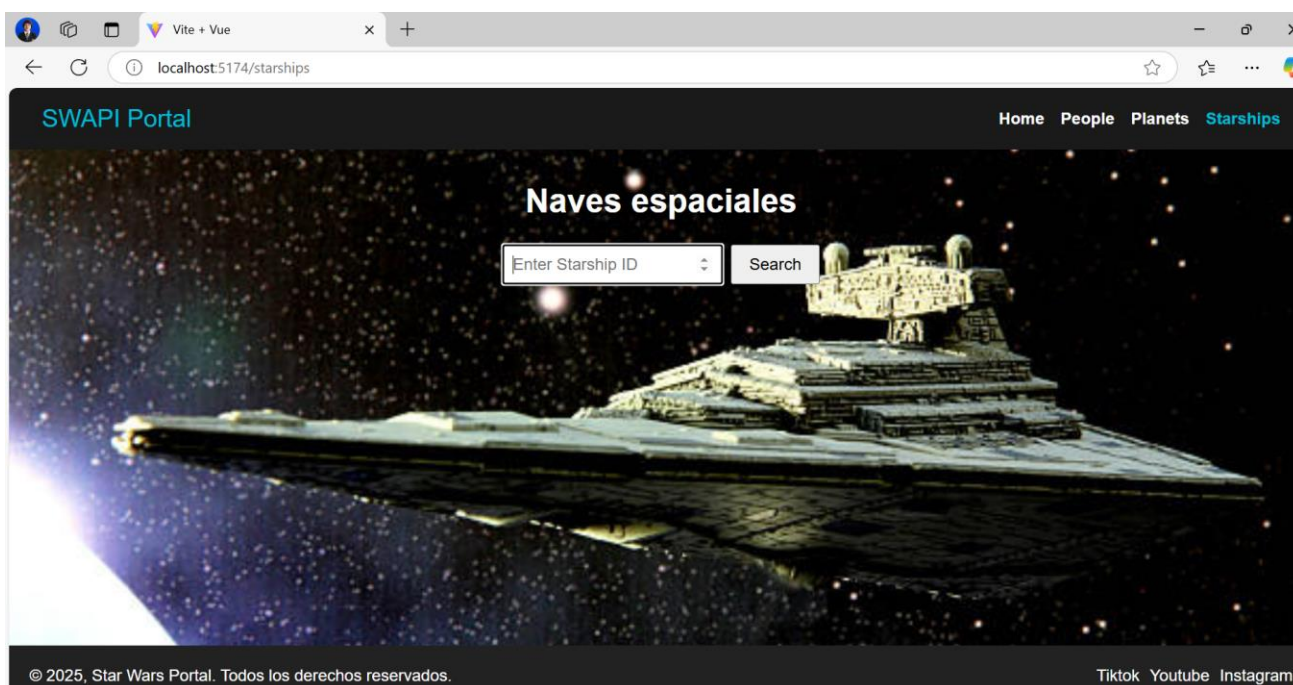 Vite + Vue
localhost:5174/starships
SWAPI Portal
Home People Planets Starships
Naves espaciales
Enter Starship ID
Search
© 2025, Star Wars Portal. Todos los derechos reservados.
Tiktok Youtube Instagram